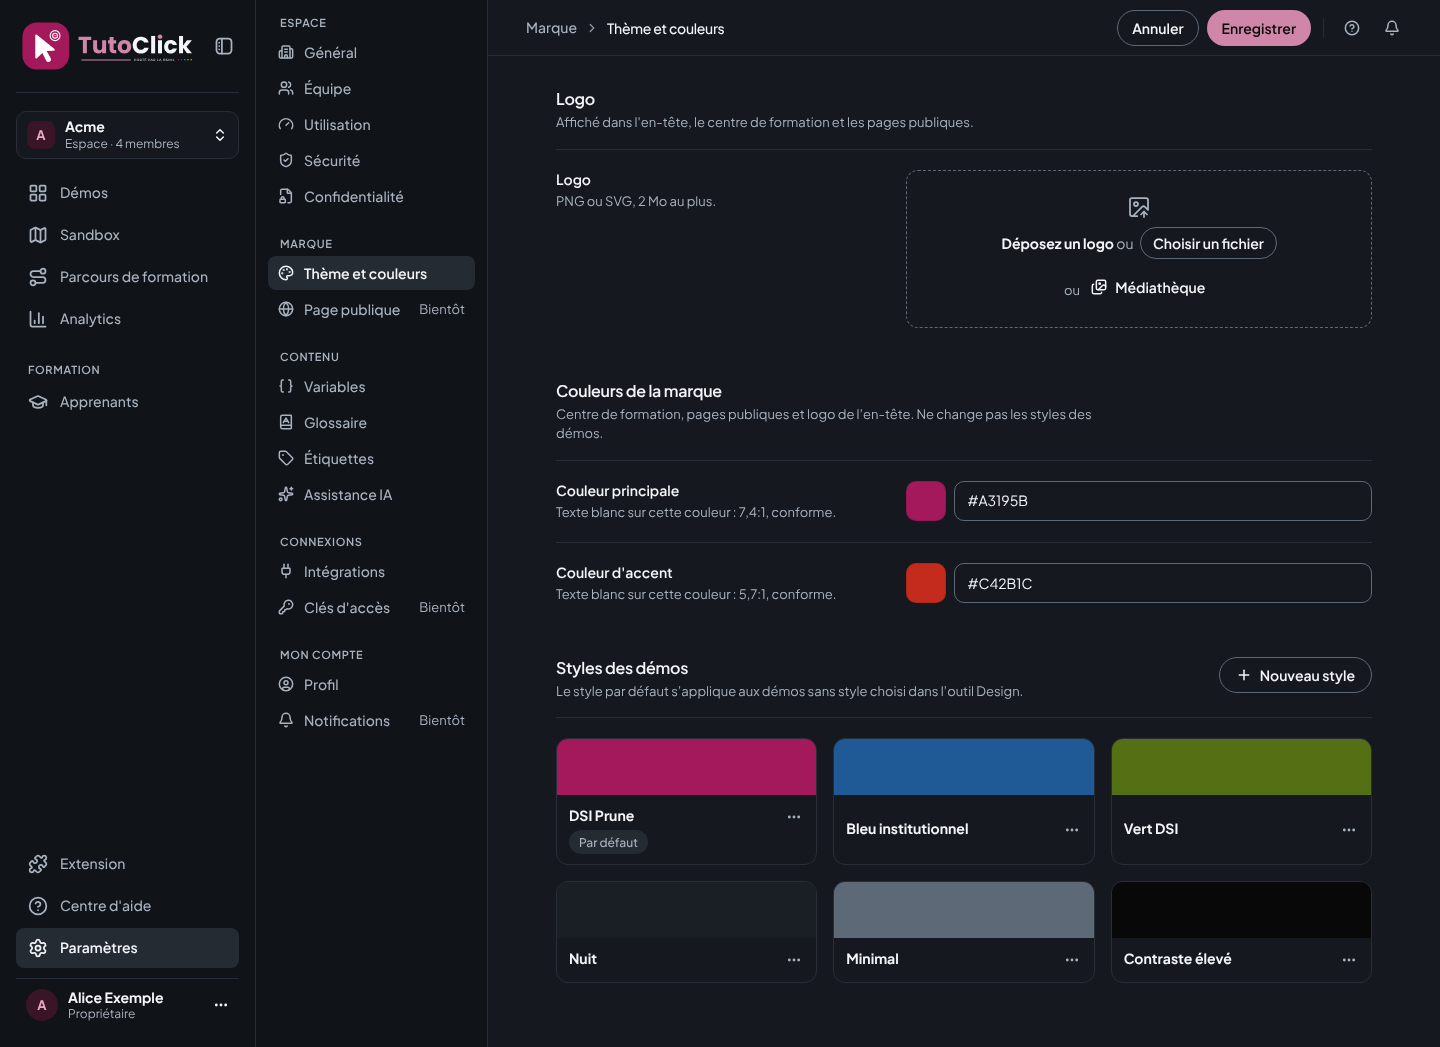 TutoClick
Acme
Espace · 4 membres
A
Démos
Sandbox
Parcours de formation
Analytics
FORMATION
Apprenants
Extension
Centre d'aide
Paramètres
A
Alice Exemple
Propriétaire
ESPACE
Général
Équipe
Utilisation
Sécurité
Confidentialité
MARQUE
Thème et couleurs
Page publique Bientôt
CONTENU
Variables
Glossaire
Étiquettes
Assistance IA
CONNEXIONS
Intégrations
Clés d'accès Bientôt
MON COMPTE
Profil
Notifications Bientôt
Marque > Thème et couleurs
Annuler
Enregistrer
Logo
Affiché dans l'en-tête, le centre de formation et les pages publiques.
Logo
PNG ou SVG, 2 Mo au plus.
Déposez un logo ou Choisir un fichier
ou Médiathèque
Couleurs de la marque
Centre de formation, pages publiques et logo de l'en-tête. Ne change pas les styles des
démos.
Couleur principale
Texte blanc sur cette couleur : 7,4:1, conforme.
#A3195B
Couleur d'accent
Texte blanc sur cette couleur : 5,7:1, conforme.
#C42B1C
Styles des démos
Le style par défaut s'applique aux démos sans style choisi dans l'outil Design.
Nouveau style
DSI Prune
Par défaut
Bleu institutionnel
Vert DSI
Nuit
Minimal
Contraste élevé